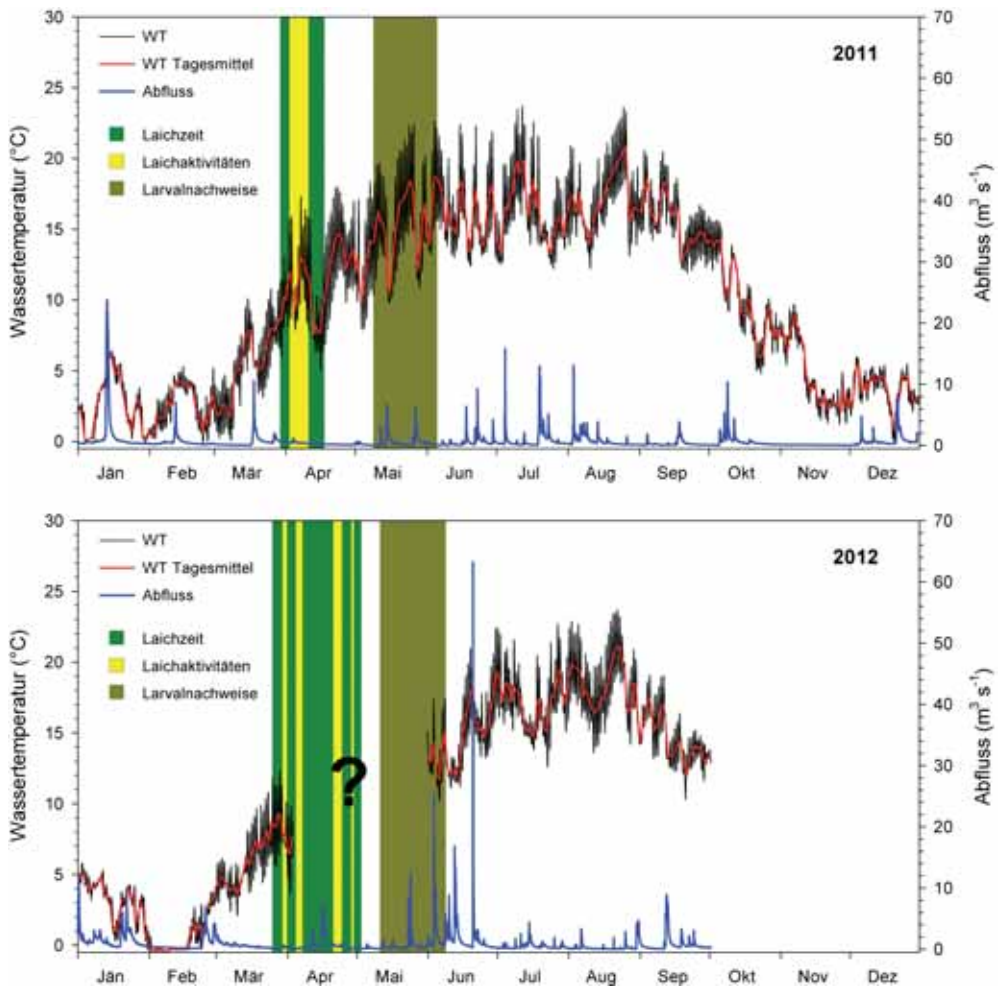 2011
WT
WT Tagesmittel
Abfluss
Laichzeit
Laichaktivitäten
Larvalnachweise
Wassertemperatur (°C)
30
25
20
15
10
5
0
70
60
50
40
30
20
10
0
Abfluss (m³ s⁻¹)
Jän Feb Mär Apr Mai Jun Jul Aug Sep Okt Nov Dez
2012
WT
WT Tagesmittel
Abfluss
Laichzeit
Laichaktivitäten
Larvalnachweise
?
Wassertemperatur (°C)
30
25
20
15
10
5
0
70
60
50
40
30
20
10
0
Abfluss (m³ s⁻¹)
Jän Feb Mär Apr Mai Jun Jul Aug Sep Okt Nov Dez